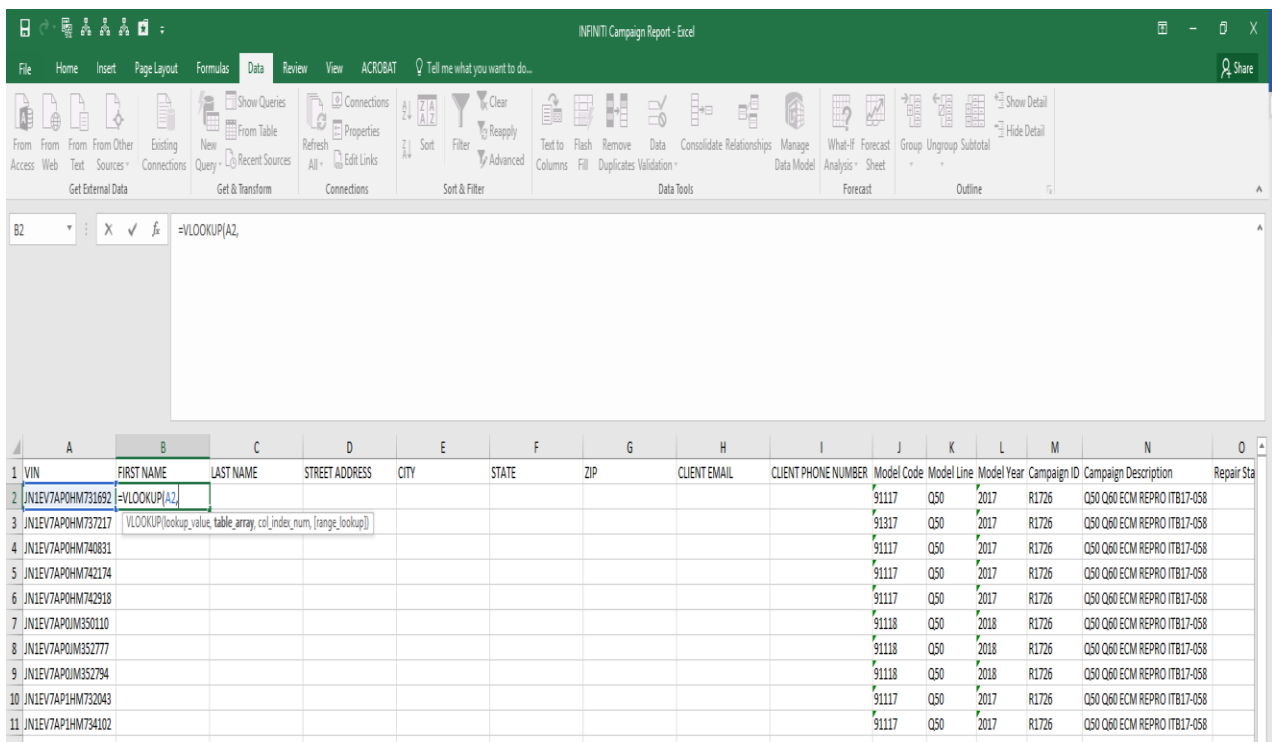 INFINITI Campaign Report - Excel
File Home Insert Page Layout Formulas Data Review View ACROBAT Tell me what you want to do... Share
Show Queries Connections Clear Show Detail
From Table Properties Reapply Hide Detail
Recent Sources Edit Links Advanced
From Access From Web From Text From Other Sources Existing Connections New Query Refresh All Sort Filter Text to Columns Flash Fill Remove Duplicates Data Validation Consolidate Relationships Manage Data Model What-If Analysis Forecast Sheet Group Ungroup Subtotal
Get External Data Get & Transform Connections Sort & Filter Data Tools Forecast Outline
B2 fx =VLOOKUP(A2,
A B C D E F G H I J K L M N O
1 VIN FIRST NAME LAST NAME STREET ADDRESS CITY STATE ZIP CLIENT EMAIL CLIENT PHONE NUMBER Model Code Model Line Model Year Campaign ID Campaign Description Repair Sta
2 JN1EV7AP0HM731692 =VLOOKUP(A2, 91117 Q50 2017 R1726 Q50 Q60 ECM REPRO ITB17-058
3 JN1EV7AP0HM737217 VLOOKUP(lookup_value, table_array, col_index_num, [range_lookup]) 91317 Q50 2017 R1726 Q50 Q60 ECM REPRO ITB17-058
4 JN1EV7AP0HM740831 91117 Q50 2017 R1726 Q50 Q60 ECM REPRO ITB17-058
5 JN1EV7AP0HM742174 91117 Q50 2017 R1726 Q50 Q60 ECM REPRO ITB17-058
6 JN1EV7AP0HM742918 91117 Q50 2017 R1726 Q50 Q60 ECM REPRO ITB17-058
7 JN1EV7AP0JM350110 91118 Q50 2018 R1726 Q50 Q60 ECM REPRO ITB17-058
8 JN1EV7AP0JM352777 91118 Q50 2018 R1726 Q50 Q60 ECM REPRO ITB17-058
9 JN1EV7AP0JM352794 91118 Q50 2018 R1726 Q50 Q60 ECM REPRO ITB17-058
10 JN1EV7AP1HM732043 91117 Q50 2017 R1726 Q50 Q60 ECM REPRO ITB17-058
11 JN1EV7AP1HM734102 91117 Q50 2017 R1726 Q50 Q60 ECM REPRO ITB17-058